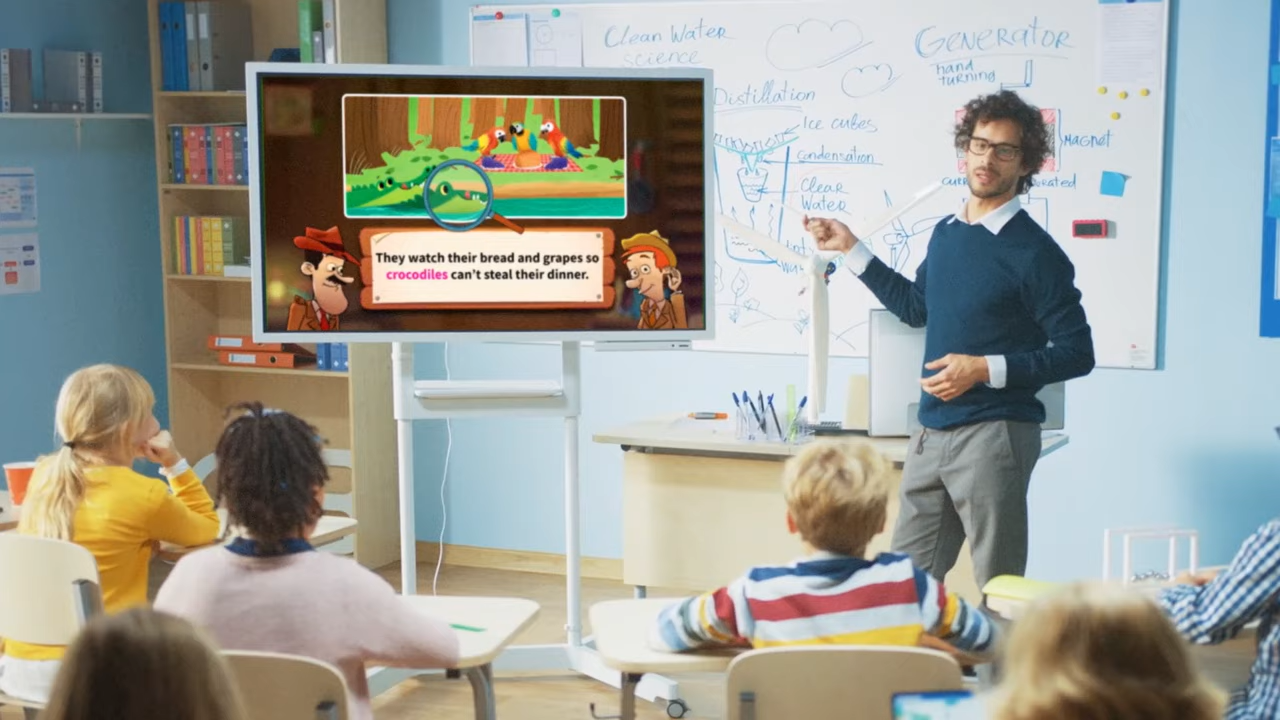 Clean Water
science
Generator
hand
turning
Distillation
Ice cubes
Magnet
Condensation
Clear
Water
They watch their bread and grapes so
crocodiles can't steal their dinner.